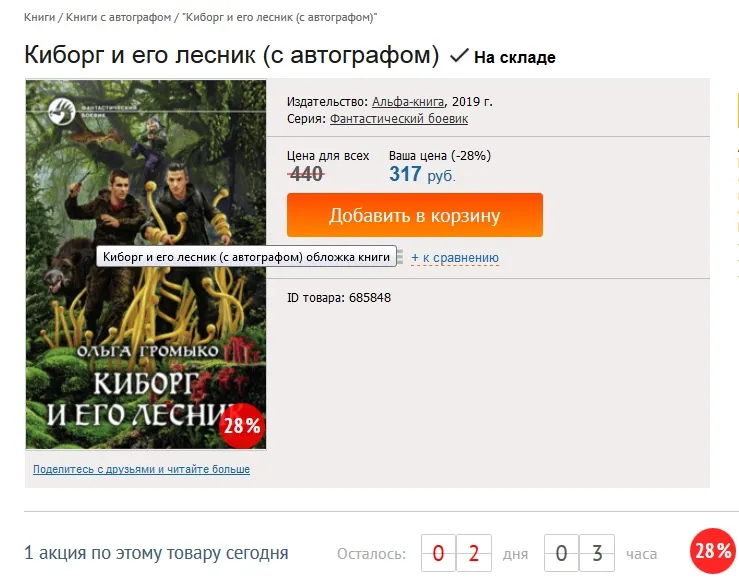 Книги / Книги с автографом / "Киборг и его лесник (с автографом)"
Киборг и его лесник (с автографом) На складе
ФАНТАСТИЧЕСКИЙ
БОЕВИК
Издательство: Альфа-книга, 2019 г.
Серия: Фантастический боевик
Цена для всех
440
Ваша цена (-28%)
317 руб.
Добавить в корзину
Киборг и его лесник (с автографом) обложка книги
+ к сравнению
ID товара: 685848
ОЛЬГА ГРОМЫКО
КИБОРГ
И ЕГО ЛЕСНИК
28%
Поделитесь с друзьями и читайте больше
1 акция по этому товару сегодня
Осталось: 0 2 дня 0 3 часа
28%